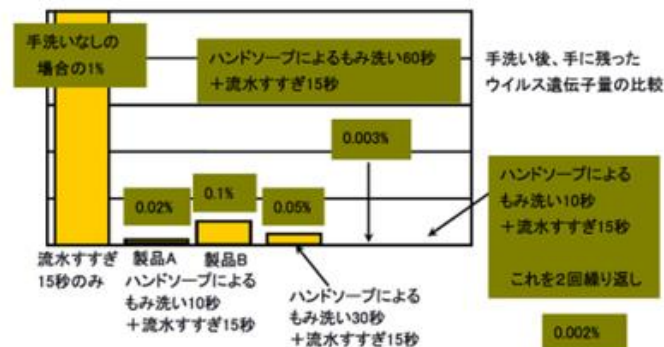 手洗いなしの
場合の1%
ハンドソープによるもみ洗い60秒
＋流水すすぎ15秒
手洗い後、手に残った
ウイルス遺伝子量の比較
0.003%
0.02%
0.1%
0.05%
ハンドソープによる
もみ洗い10秒
＋流水すすぎ15秒
これを2回繰り返し
0.002%
流水すすぎ
15秒のみ
製品A
製品B
ハンドソープによる
もみ洗い10秒
＋流水すすぎ15秒
ハンドソープによる
もみ洗い30秒
＋流水すすぎ15秒